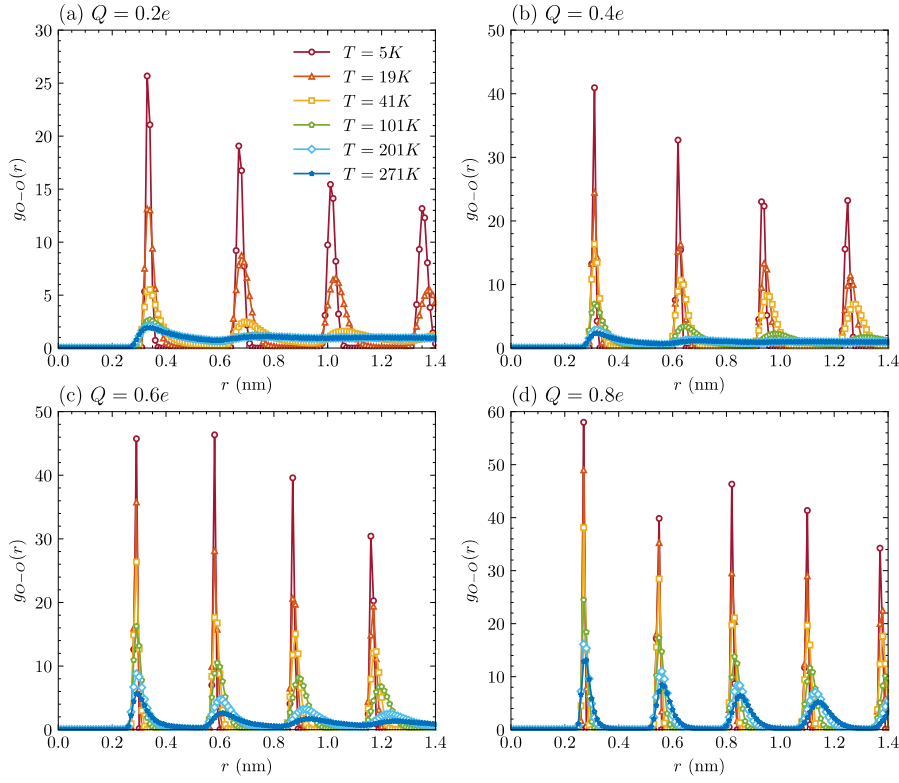 (a) Q = 0.2e
(b) Q = 0.4e
30
25
20
15
10
5
0
g_{O−O}(r)
T = 5K
T = 19K
T = 41K
T = 101K
T = 201K
T = 271K
0.0 0.2 0.4 0.6 0.8 1.0 1.2 1.4
r (nm)
50
40
30
20
10
0
g_{O−O}(r)
0.0 0.2 0.4 0.6 0.8 1.0 1.2 1.4
r (nm)
(c) Q = 0.6e
(d) Q = 0.8e
50
40
30
20
10
0
g_{O−O}(r)
0.0 0.2 0.4 0.6 0.8 1.0 1.2 1.4
r (nm)
60
50
40
30
20
10
0
g_{O−O}(r)
0.0 0.2 0.4 0.6 0.8 1.0 1.2 1.4
r (nm)